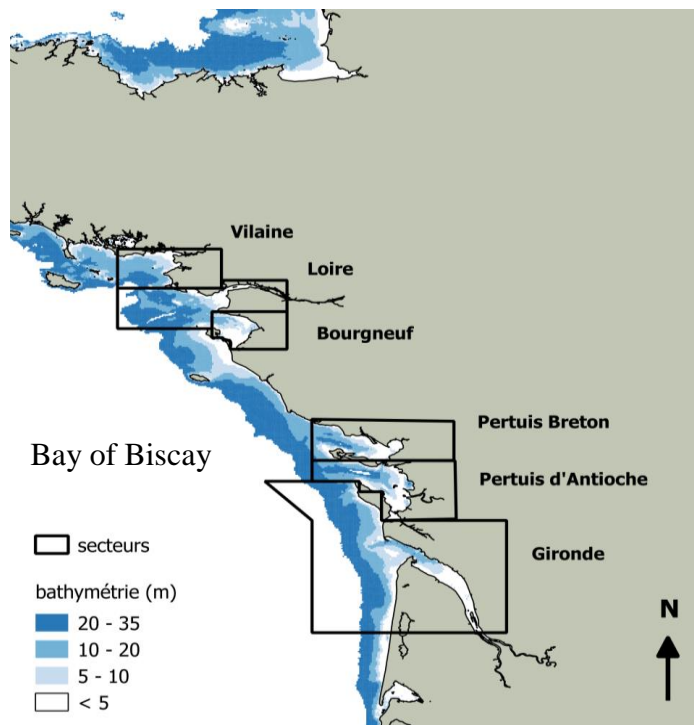 Vilaine
Loire
Bourgneuf
Pertuis Breton
Bay of Biscay
Pertuis d'Antioche
secteurs
Gironde
bathymétrie (m)
20 - 35
10 - 20
5 - 10
< 5
N